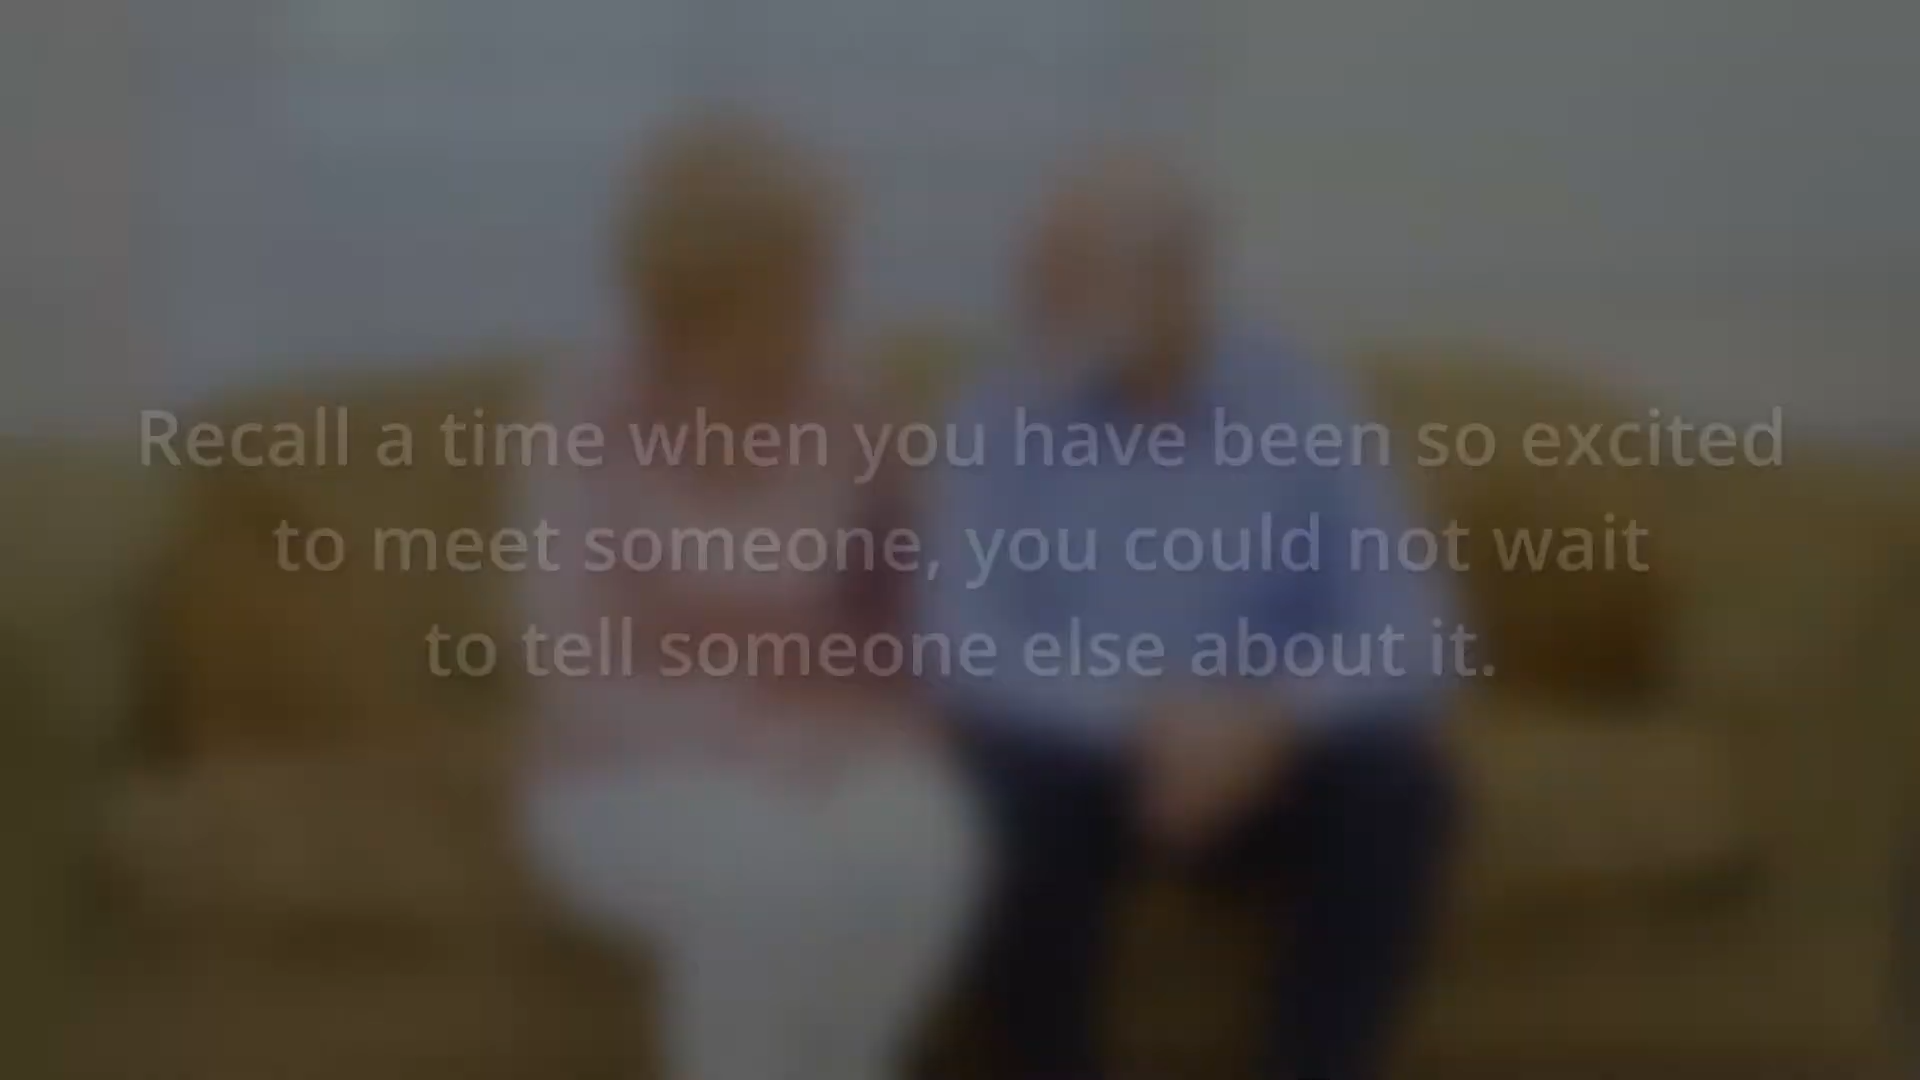 Recall a time when you have been so excited
to meet someone, you could not wait
to tell someone else about it.